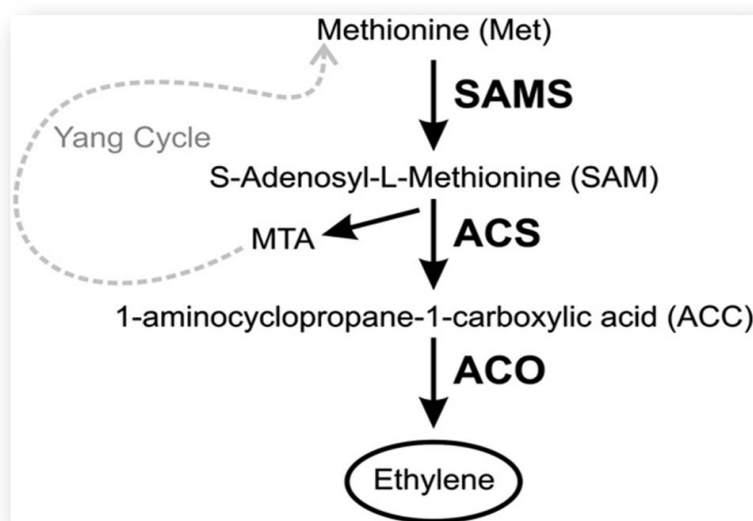 Methionine (Met)
SAMS
Yang Cycle
S-Adenosyl-L-Methionine (SAM)
MTA
ACS
1-aminocyclopropane-1-carboxylic acid (ACC)
ACO
Ethylene